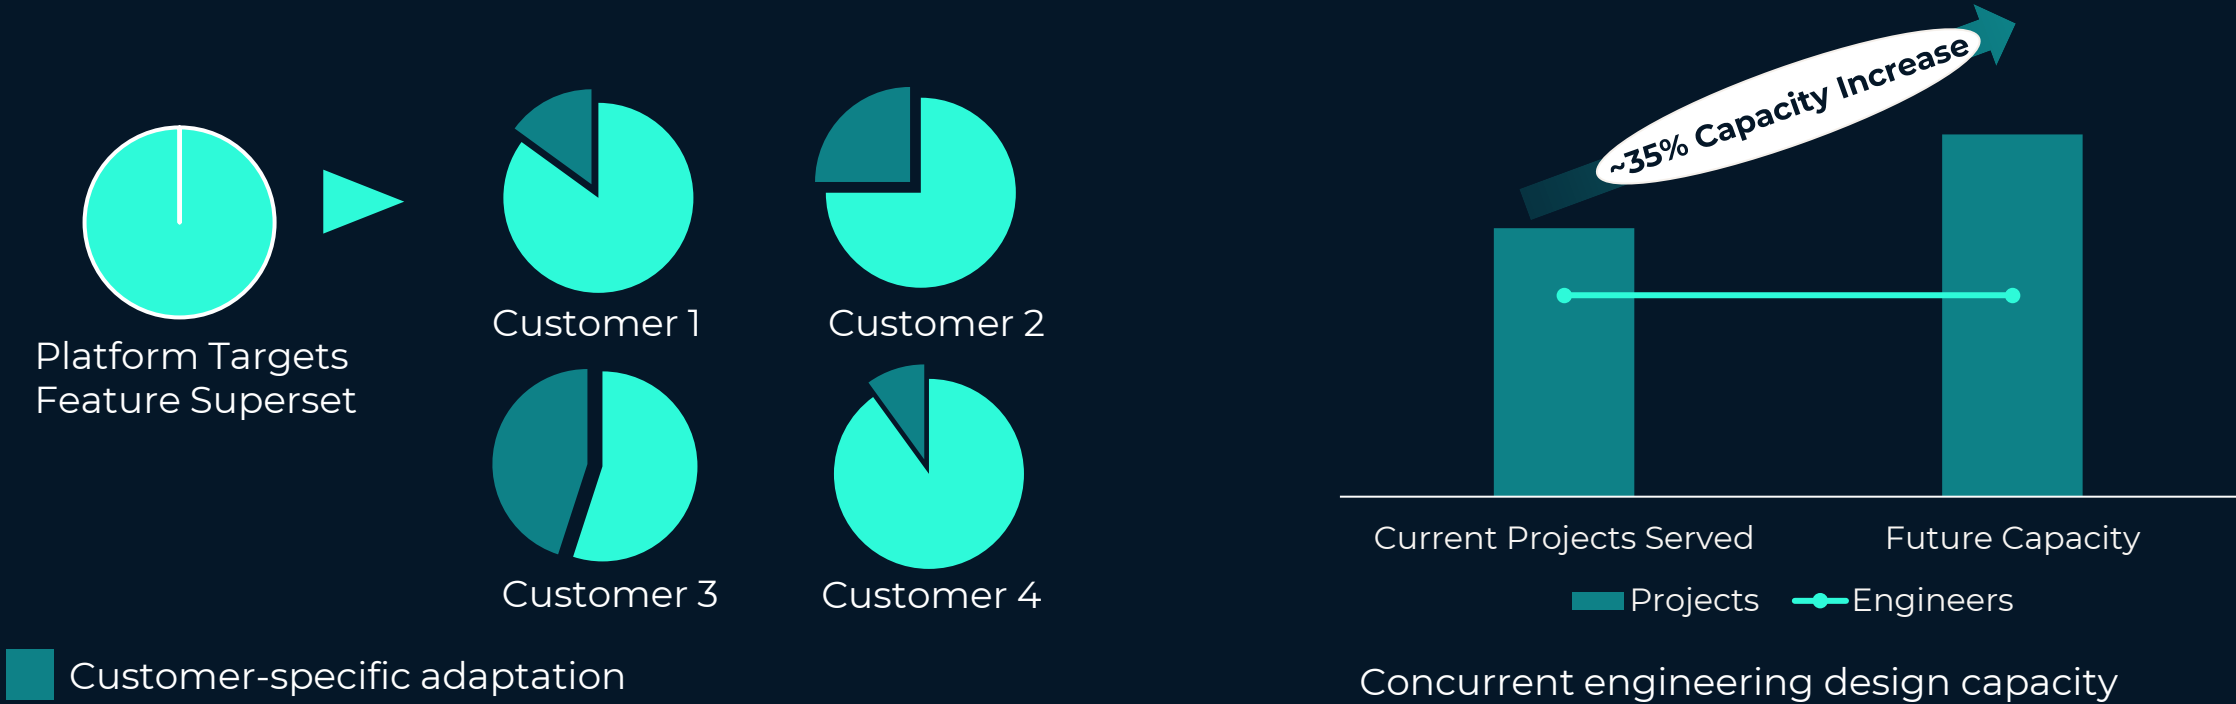 Platform Targets
Feature Superset
Customer 1
Customer 2
Customer 3
Customer 4
Customer-specific adaptation
~35% Capacity Increase
Current Projects Served
Future Capacity
Projects
Engineers
Concurrent engineering design capacity